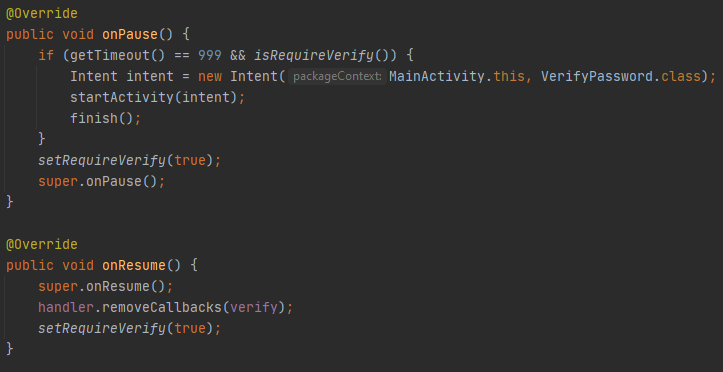 @Override
public void onPause() {
    if (getTimeout() == 999 && isRequireVerify()) {
        Intent intent = new Intent( packageContext: MainActivity.this, VerifyPassword.class);
        startActivity(intent);
        finish();
    }
    setRequireVerify(true);
    super.onPause();
}

@Override
public void onResume() {
    super.onResume();
    handler.removeCallbacks(verify);
    setRequireVerify(true);
}